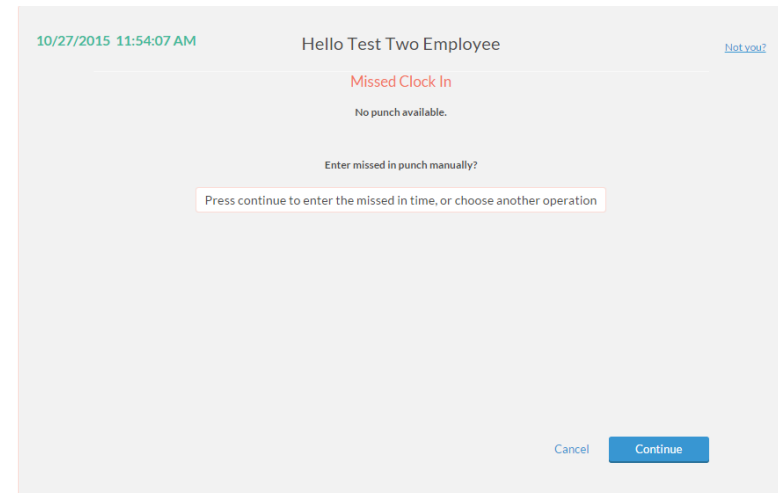 10/27/2015 11:54:07 AM
Hello Test Two Employee
Not you?
Missed Clock In
No punch available.
Enter missed in punch manually?
Press continue to enter the missed in time, or choose another operation
Cancel
Continue